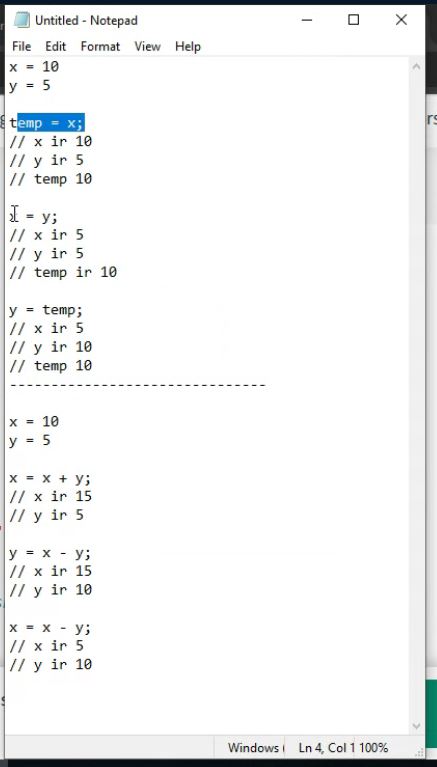 Untitled - Notepad
File Edit Format View Help
x = 10
y = 5
temp = x;
// x ir 10
// y ir 5
// temp 10
= y;
// x ir 5
// y ir 5
// temp ir 10
y = temp;
// x ir 5
// y ir 10
// temp 10
-------------------------------
x = 10
y = 5
x = x + y;
// x ir 15
// y ir 5
y = x - y;
// x ir 15
// y ir 10
x = x - y;
// x ir 5
// y ir 10
Windows ( Ln 4, Col 1 100%